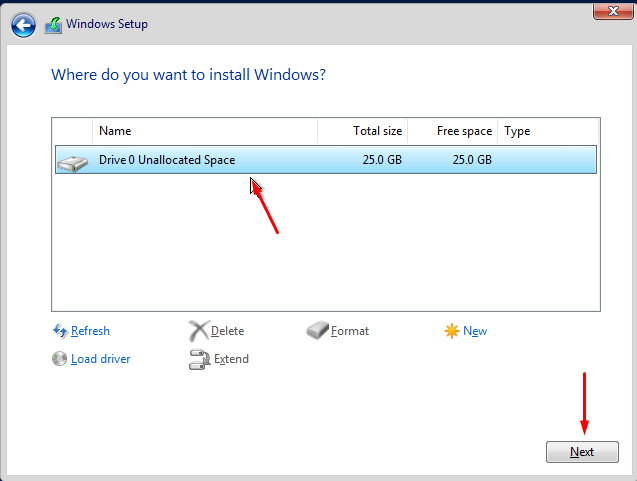 Windows Setup
Where do you want to install Windows?
Name Total size Free space Type
Drive 0 Unallocated Space 25.0 GB 25.0 GB
Refresh Delete Format New
Load driver Extend
Next